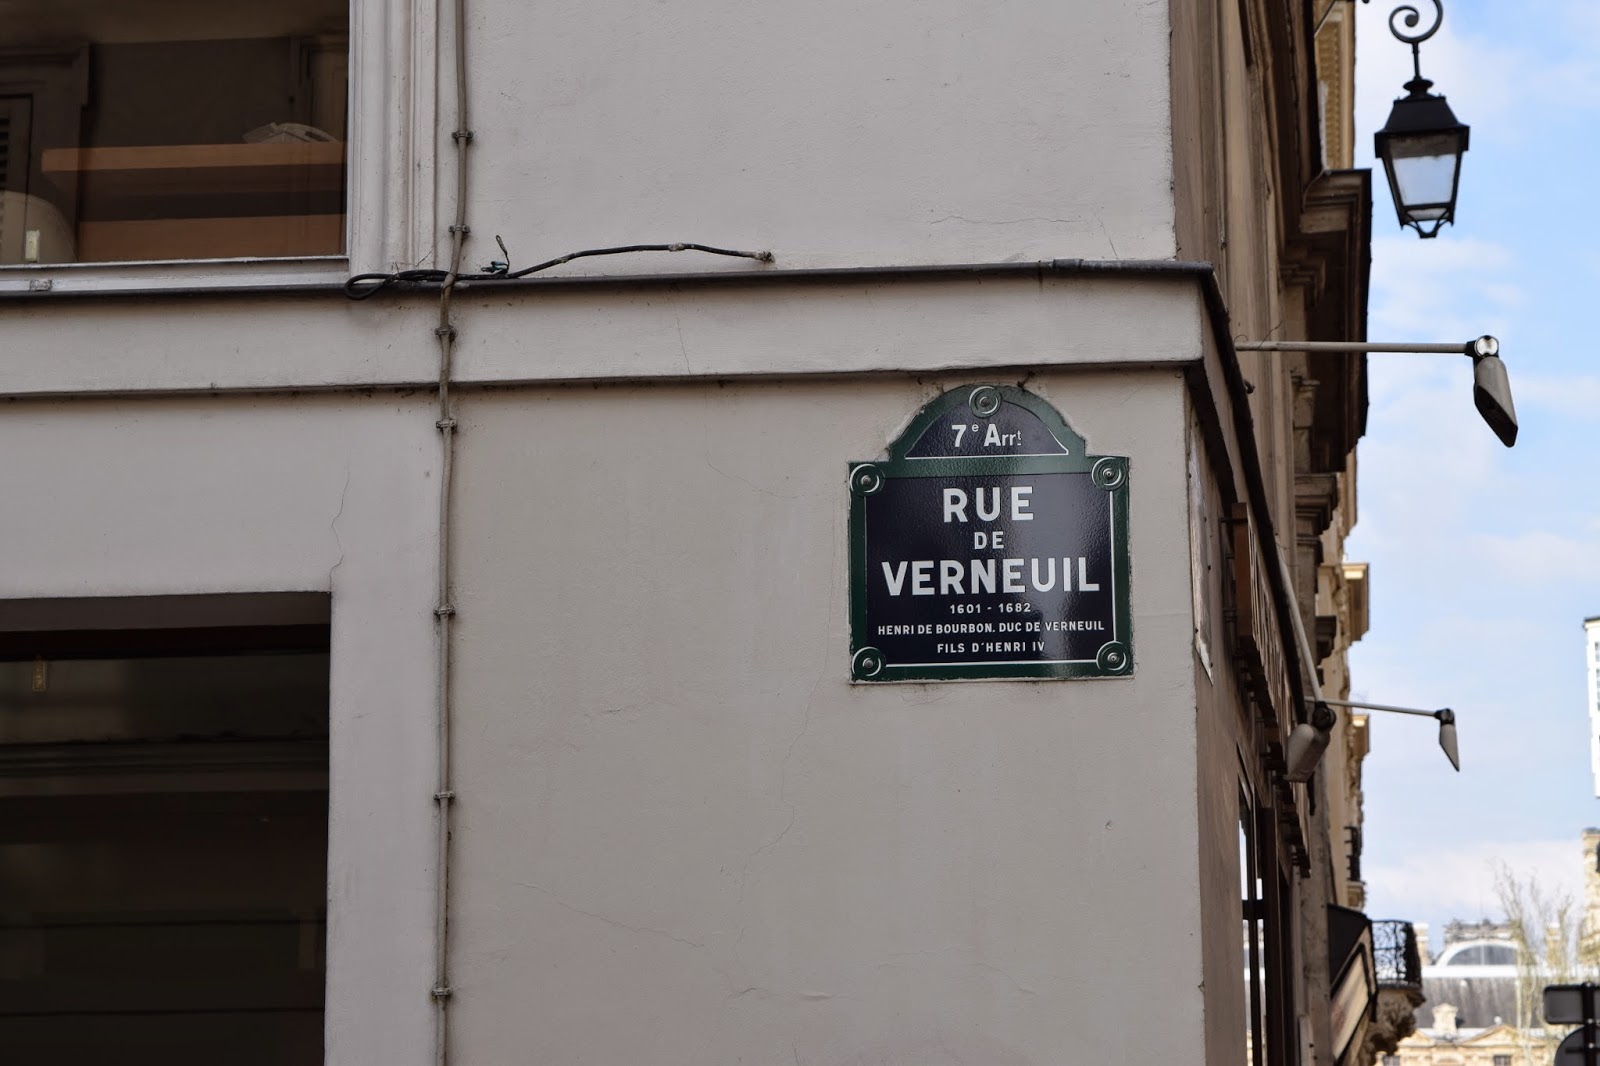 7e Arrt
RUE
DE
VERNEUIL
1601 - 1682
HENRI DE BOURBON. DUC DE VERNEUIL
FILS D'HENRI IV